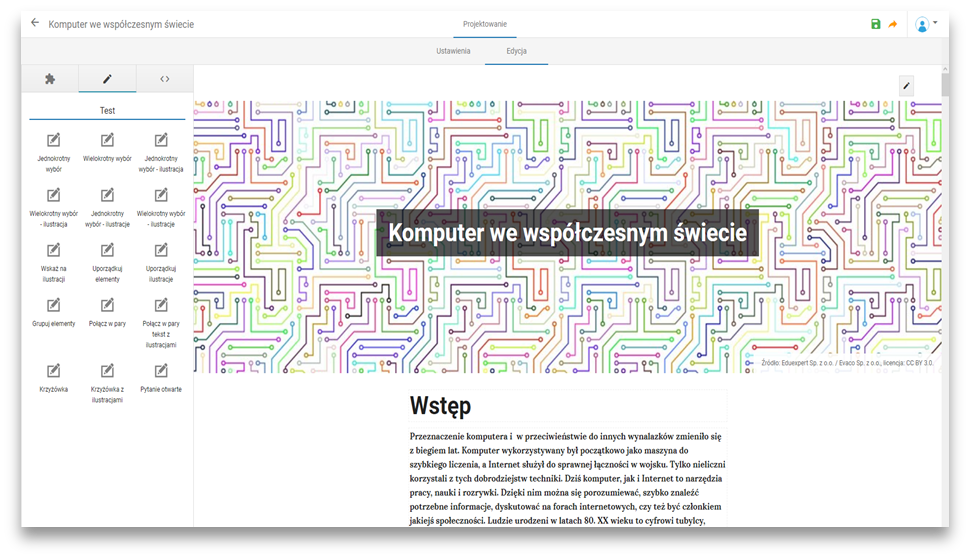 Komputer we współczesnym świecie
Projektowanie
Ustawienia
Edycja
Test
Jednokrotny wybór
Wielokrotny wybór
Jednokrotny wybór - ilustracja
Wielokrotny wybór - ilustracja
Jednokrotny wybór - ilustracje
Wielokrotny wybór - ilustracje
Wskaż na ilustracji
Uporządkuj elementy
Uporządkuj ilustracje
Grupuj elementy
Połącz w pary
Połącz w pary tekst z ilustracjami
Krzyżówka
Krzyżówka z ilustracjami
Pytanie otwarte
Komputer we współczesnym świecie
Źródło: Eduexpert Sp. z o.o. / Evaco Sp. z o.o., licencja: CC BY 3.0.
Wstęp
Przeznaczenie komputera i w przeciwieństwie do innych wynalazków zmieniło się
z biegiem lat. Komputer wykorzystywany był początkowo jako maszyna do
szybkiego liczenia, a Internet służył do sprawnej łączności w wojsku. Tylko nieliczni
korzystali z tych dobrodziejstw techniki. Dziś komputer, jak i Internet to narzędzia
pracy, nauki i rozrywki. Dzięki nim można się porozumiewać, szybko znaleźć
potrzebne informacje, dyskutować na forach internetowych, czy też być członkiem
jakiejś społeczności. Ludzie urodzeni w latach 80. XX wieku to cyfrowi tubylcy,